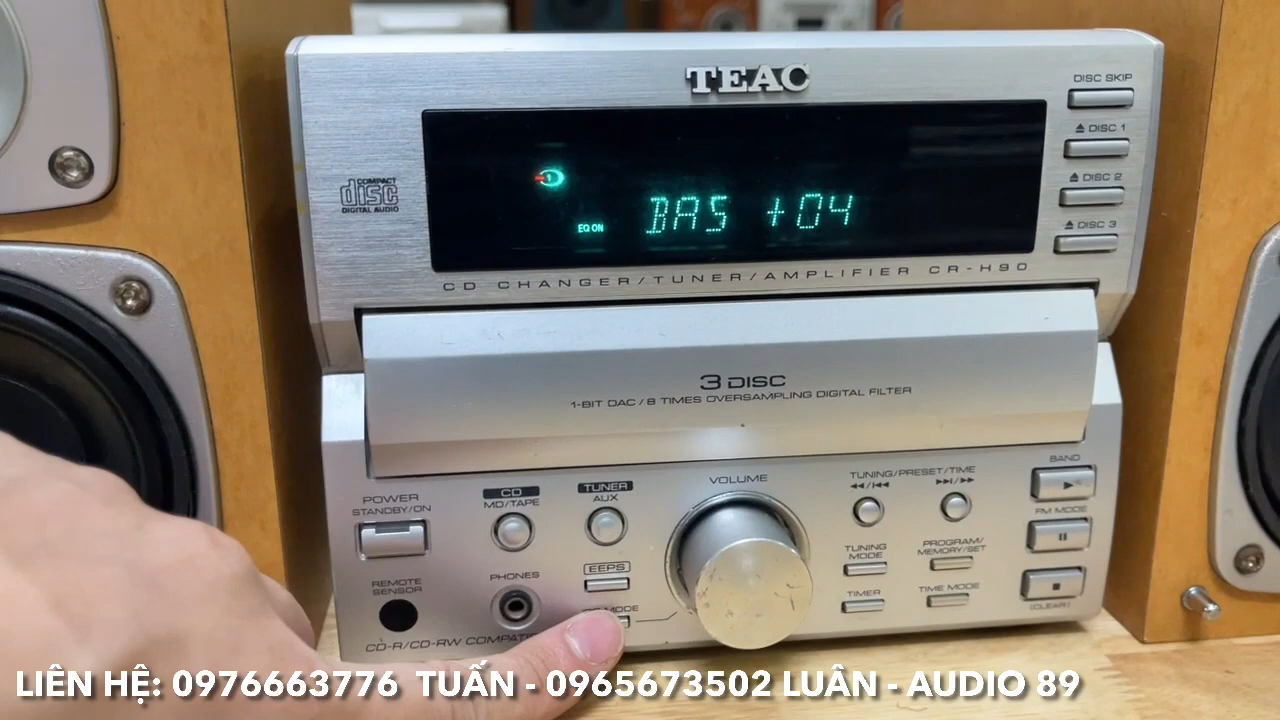 TEAC
DISC SKIP
DISC 1
DISC 2
DISC 3
COMPACT
disc
DIGITAL AUDIO
1
EQ ON
BAS +04
CD CHANGER/TUNER/AMPLIFIER CR-H90
3 DISC
1-BIT DAC / 8 TIMES OVERSAMPLING DIGITAL FILTER
POWER
STANDBY/ON
CD
MD/TAPE
TUNER
AUX
VOLUME
TUNING/PRESET/TIME
BAND
FM MODE
TUNING
MODE
PROGRAM/
MEMORY/SET
EEPS
REMOTE
SENSOR
PHONES
MODE
TIMER
TIME MODE
(CLEAR)
CD-R/CD-RW
LIÊN HỆ: 0976663776 TUẤN - 0965673502 LUÂN - AUDIO 89